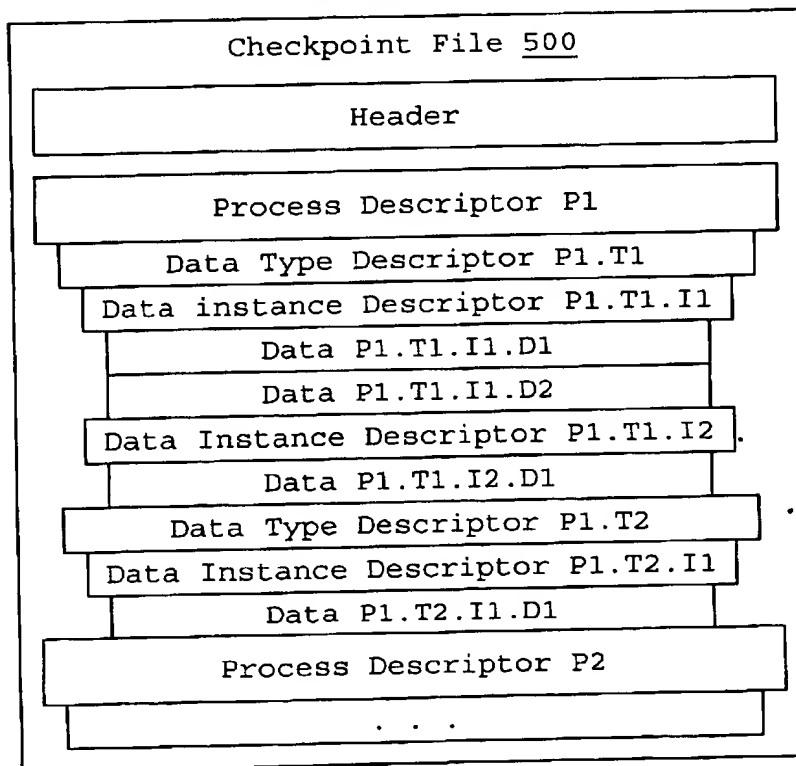 Checkpoint File 500
Header
Process Descriptor P1
Data Type Descriptor P1.T1
Data instance Descriptor P1.T1.I1
Data P1.T1.I1.D1
Data P1.T1.I1.D2
Data Instance Descriptor P1.T1.I2
Data P1.T1.I2.D1
Data Type Descriptor P1.T2
Data Instance Descriptor P1.T2.I1
Data P1.T2.I1.D1
Process Descriptor P2
. . .